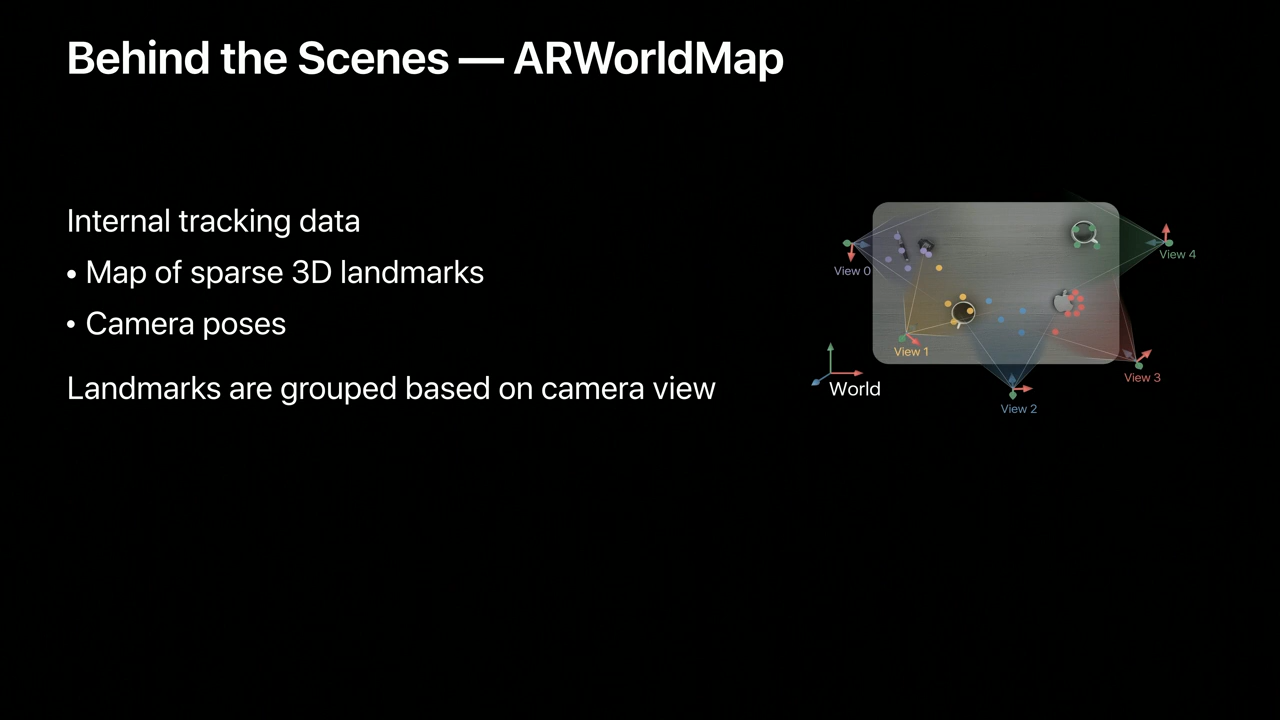 Behind the Scenes — ARWorldMap
Internal tracking data
• Map of sparse 3D landmarks
• Camera poses
Landmarks are grouped based on camera view
View 0
View 4
View 1
View 3
World
View 2